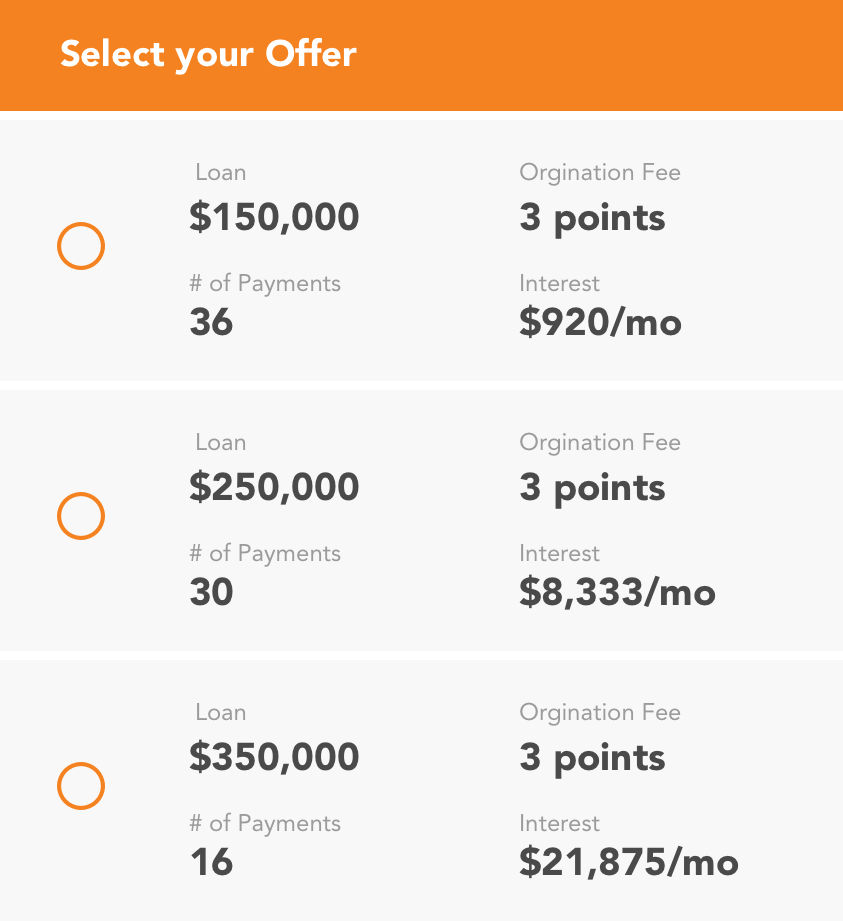 Select your Offer
Loan
Orgination Fee
$150,000
3 points
# of Payments
Interest
36
$920/mo
Loan
Orgination Fee
$250,000
3 points
# of Payments
Interest
30
$8,333/mo
Loan
Orgination Fee
$350,000
3 points
# of Payments
Interest
16
$21,875/mo